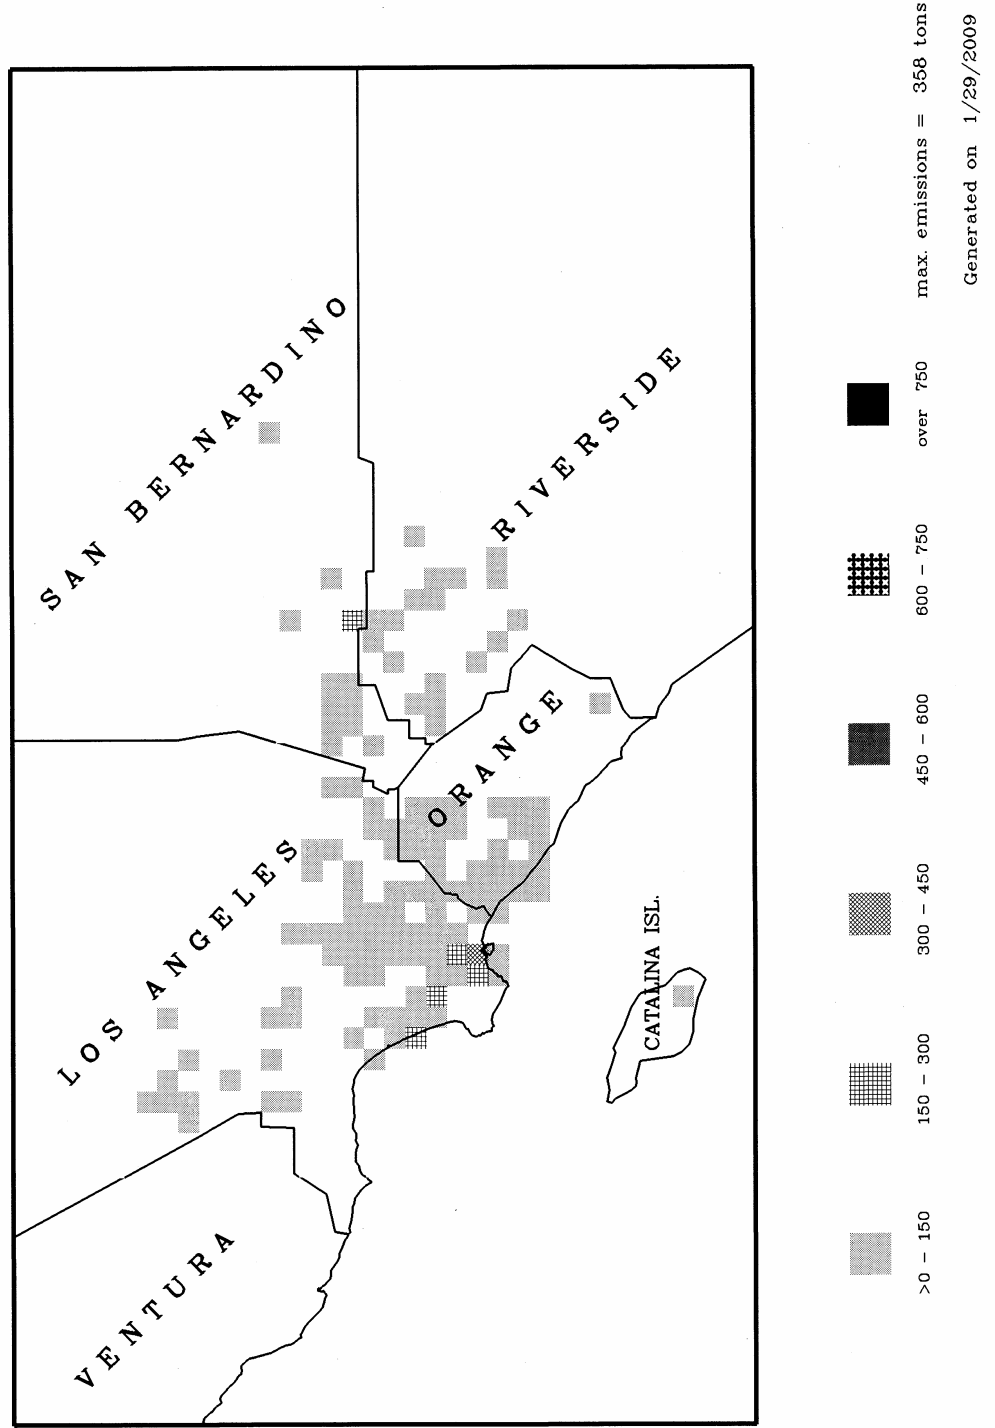 SAN BERNARDINO
LOS ANGELES
VENTURA
RIVERSIDE
ORANGE
CATALINA ISL.
>0 – 150
150 – 300
300 – 450
450 – 600
600 – 750
over 750
max. emissions = 358 tons
Generated on 1/29/2009